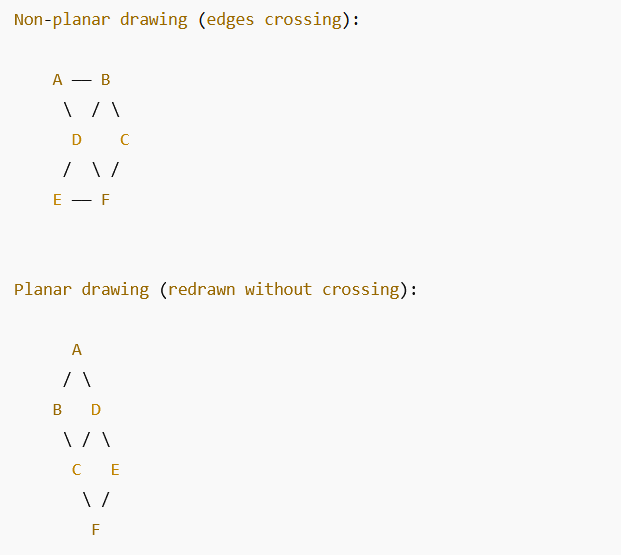 Non-planar drawing (edges crossing):
A — B
\ / \
D C
/ \ /
E — F
Planar drawing (redrawn without crossing):
A
/ \
B D
\ / \
C E
\ /
F